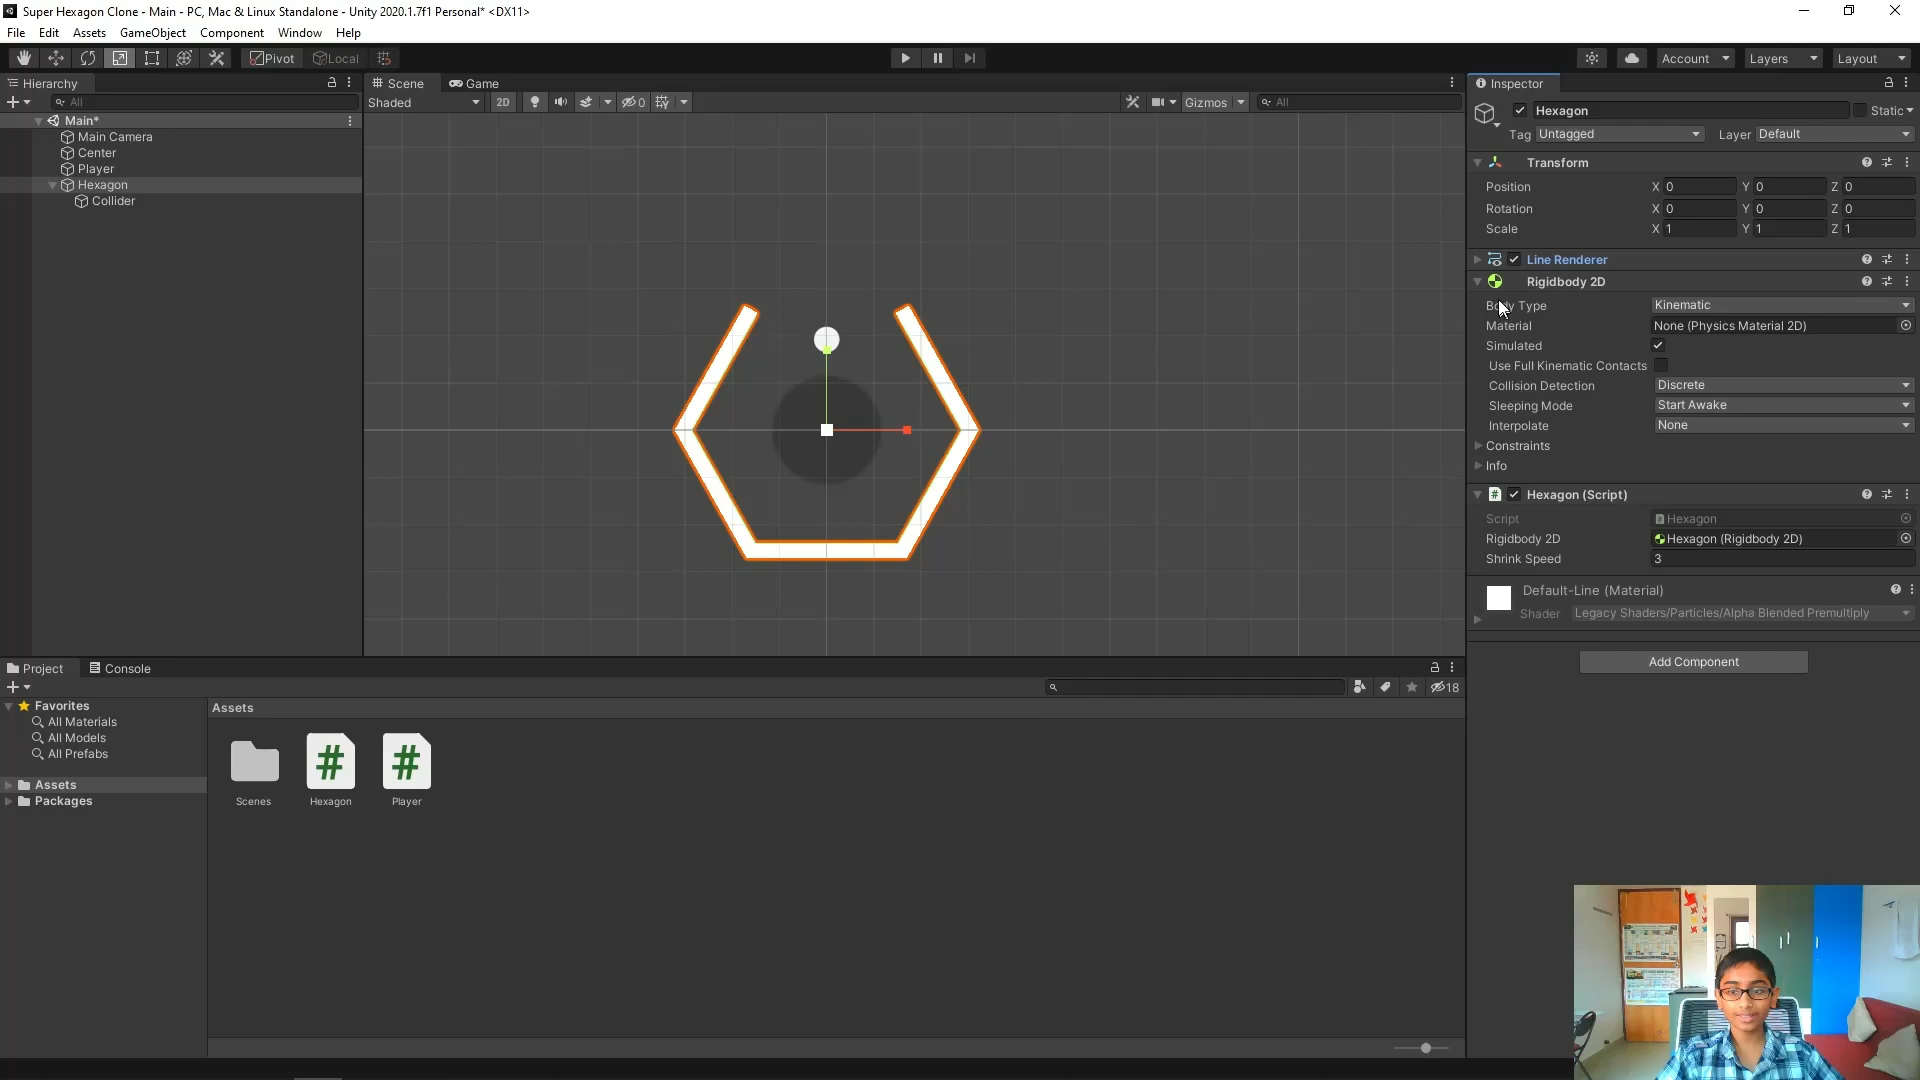 Super Hexagon Clone - Main - PC, Mac & Linux Standalone - Unity 2020.1.7f1 Personal* <DX11>
File Edit Assets GameObject Component Window Help
Pivot Local Account Layers Layout
Hierarchy
All
Main*
Main Camera
Center
Player
Hexagon
Collider
Scene Game
Shaded 2D 0 Gizmos All
Inspector
Hexagon Static
Tag Untagged Layer Default
Transform
Position X 0 Y 0 Z 0
Rotation X 0 Y 0 Z 0
Scale X 1 Y 1 Z 1
Line Renderer
Rigidbody 2D
Body Type Kinematic
Material None (Physics Material 2D)
Simulated
Use Full Kinematic Contacts
Collision Detection Discrete
Sleeping Mode Start Awake
Interpolate None
Constraints
Info
# Hexagon (Script)
Script Hexagon
Rigidbody 2D Hexagon (Rigidbody 2D)
Shrink Speed 3
Default-Line (Material)
Shader Legacy Shaders/Particles/Alpha Blended Premultiply
Add Component
Project Console
18
Favorites
All Materials
All Models
All Prefabs
Assets
Packages
Assets
# #
Scenes Hexagon Player